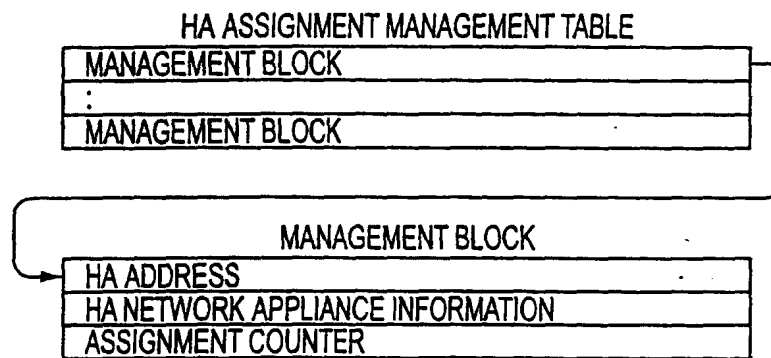 HA ASSIGNMENT MANAGEMENT TABLE
MANAGEMENT BLOCK
:
MANAGEMENT BLOCK
MANAGEMENT BLOCK
HA ADDRESS
HA NETWORK APPLIANCE INFORMATION
ASSIGNMENT COUNTER